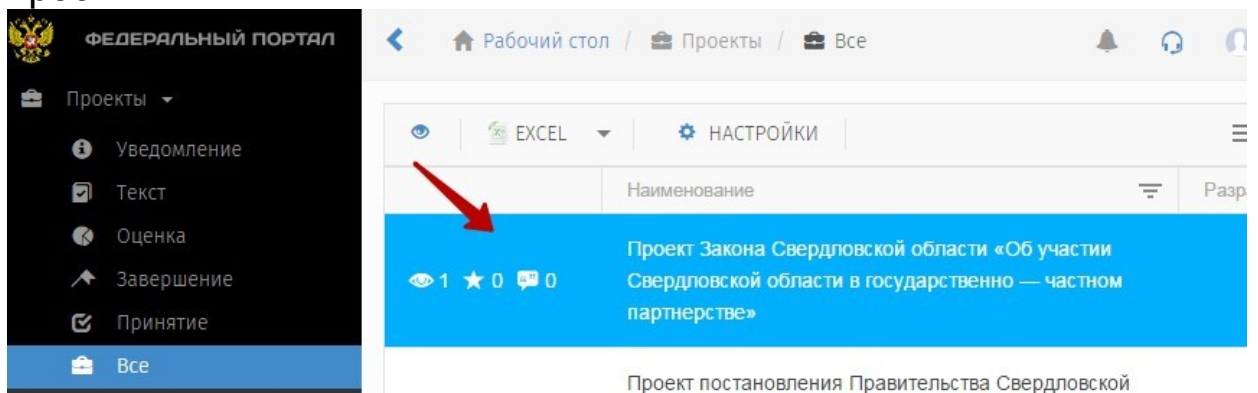 ФЕДЕРАЛЬНЫЙ ПОРТАЛ
Рабочий стол / Проекты / Все
Проекты
Уведомление
Текст
Оценка
Завершение
Принятие
Все
EXCEL НАСТРОЙКИ
Наименование
1 0 0
Проект Закона Свердловской области «Об участии
Свердловской области в государственно — частном
партнерстве»
Проект постановления Правительства Свердловской